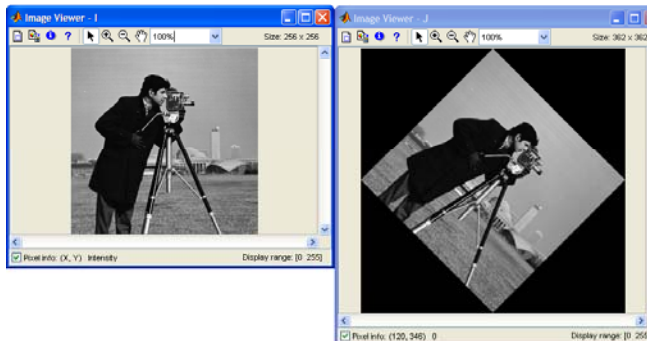 Image Viewer - I
100%
Size: 256 x 256
Pixel info: (X, Y) Intensity
Display range: [0 255]
Image Viewer - J
100%
Size: 362 x 362
Pixel info: (120, 346) 0
Display range: [0 255